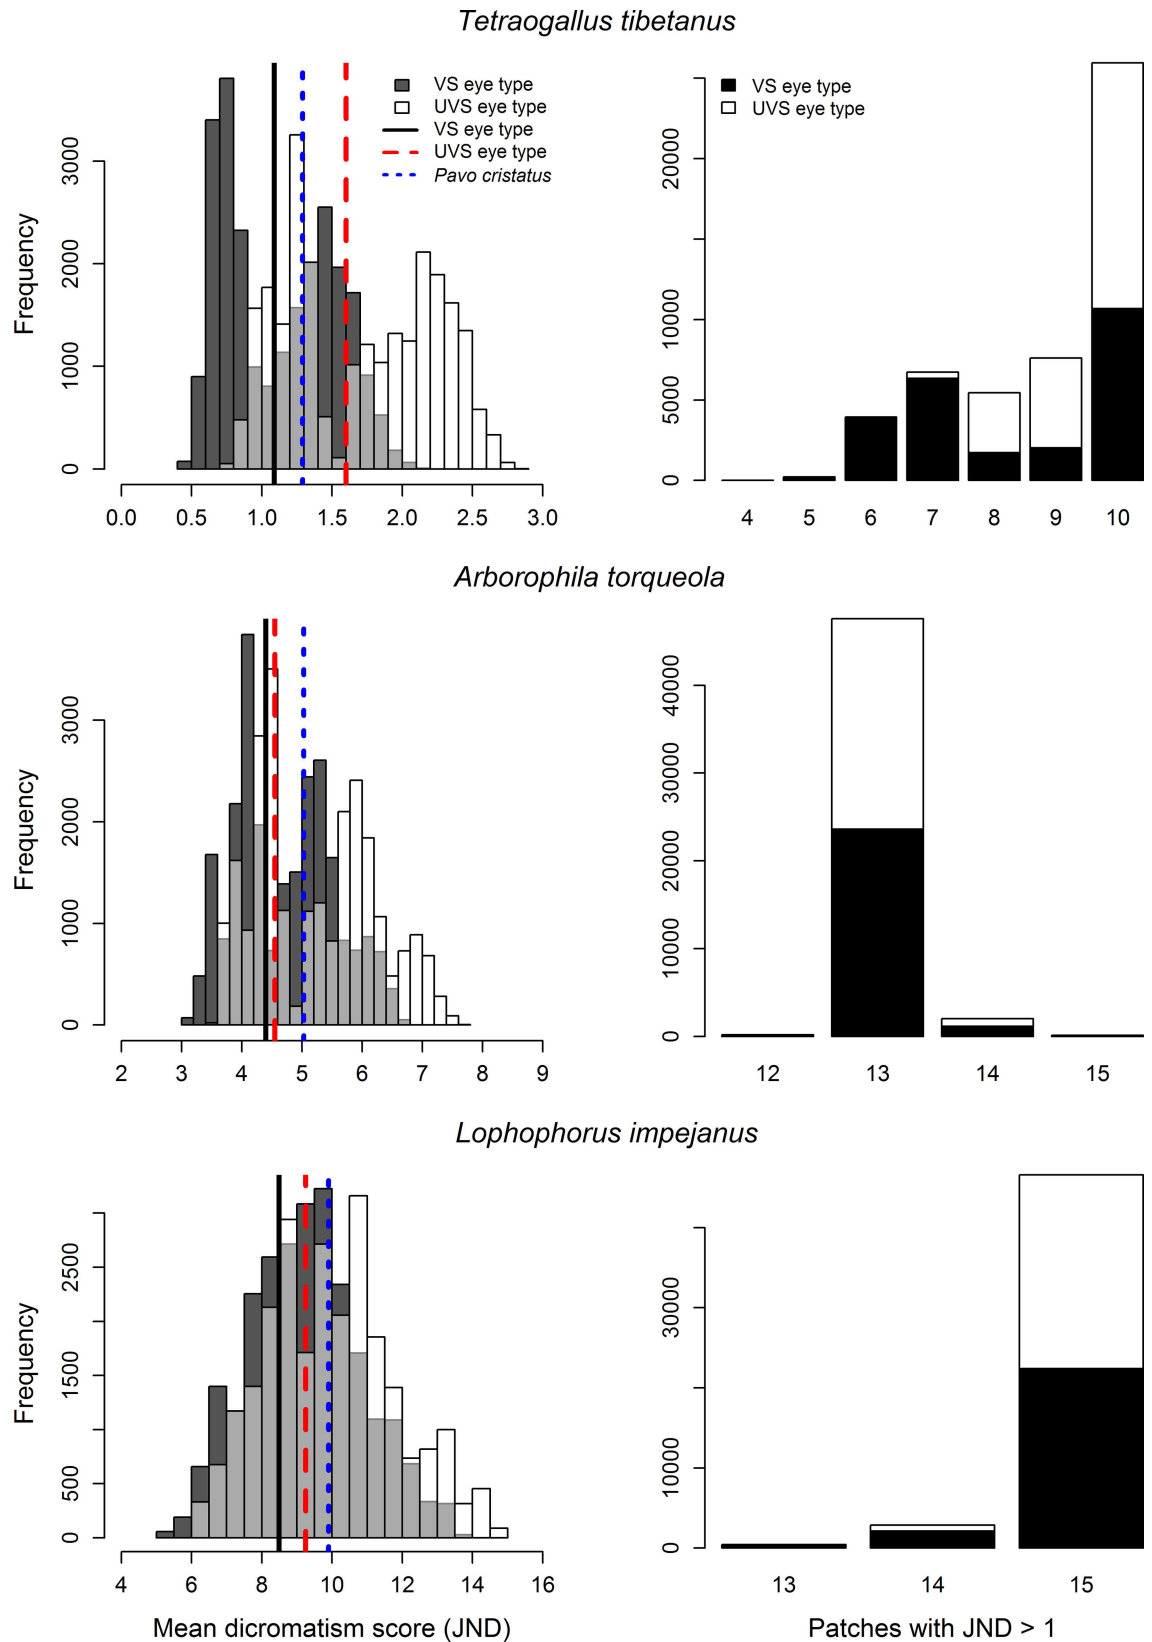 Tetraogallus tibetanus
Frequency
3000
2000
1000
0
0.0 0.5 1.0 1.5 2.0 2.5 3.0
VS eye type
UVS eye type
VS eye type
UVS eye type
Pavo cristatus
VS eye type
UVS eye type
20000
10000
5000
0
4 5 6 7 8 9 10
Arborophila torqueola
Frequency
3000
2000
1000
0
2 3 4 5 6 7 8 9
40000
30000
20000
10000
0
12 13 14 15
Lophophorus impejanus
Frequency
2500
1500
500
0
4 6 8 10 12 14 16
Mean dicromatism score (JND)
30000
10000
0
13 14 15
Patches with JND > 1